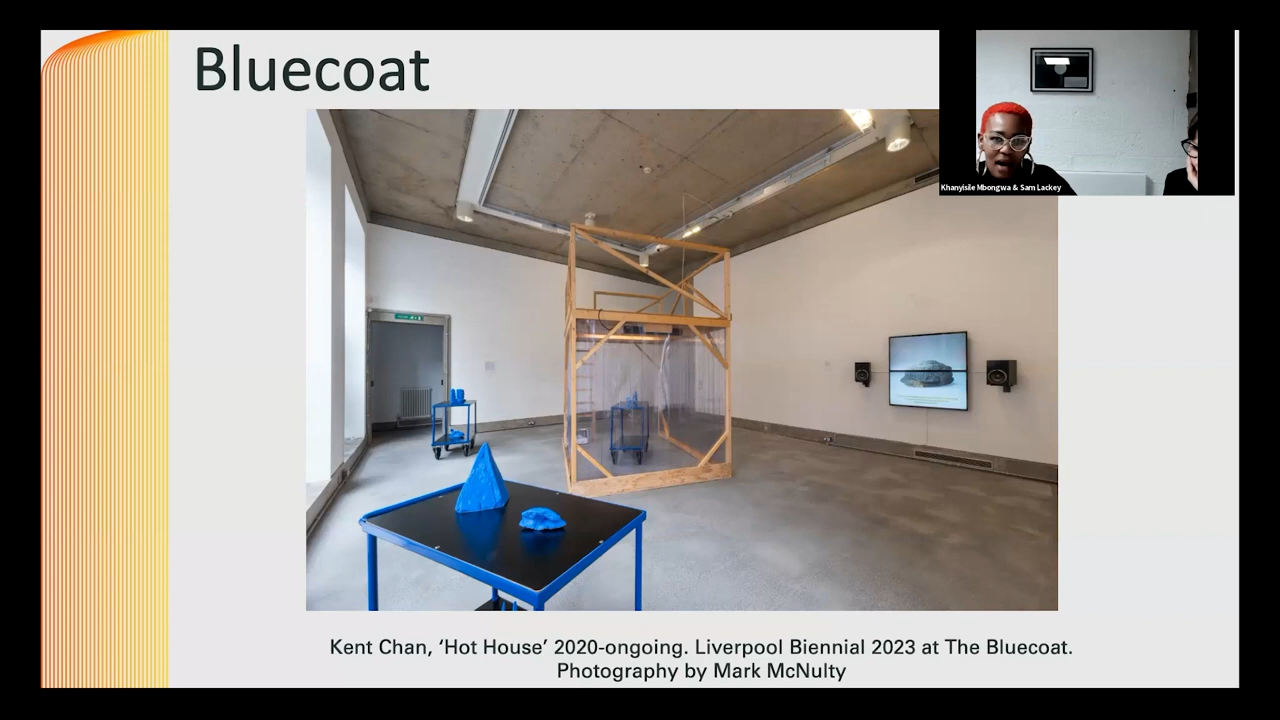 Bluecoat
Khanyisile Mbongwa & Sam Lackey
Kent Chan, ‘Hot House’ 2020-ongoing. Liverpool Biennial 2023 at The Bluecoat.
Photography by Mark McNulty